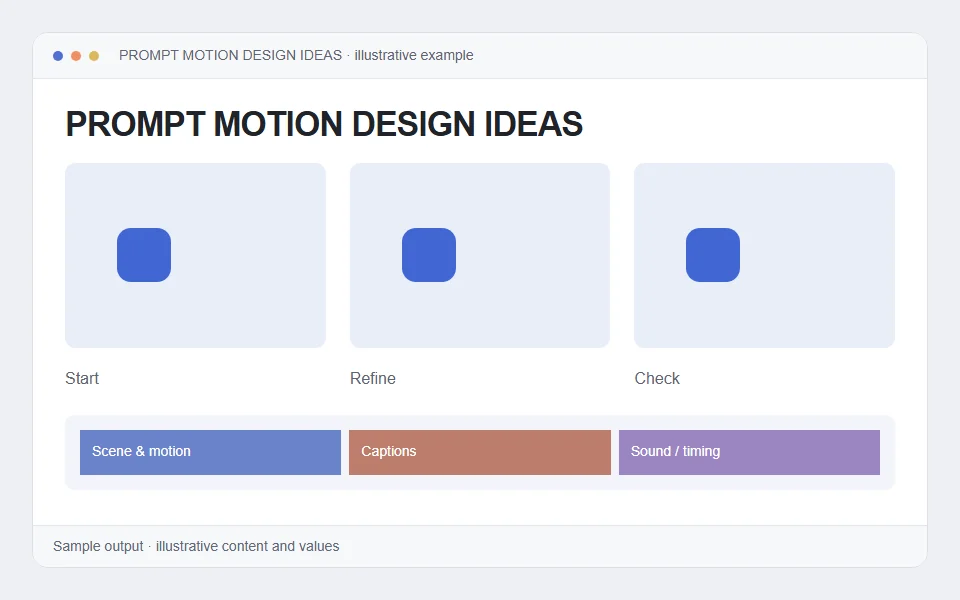 PROMPT MOTION DESIGN IDEAS · illustrative example
PROMPT MOTION DESIGN IDEAS
Start
Refine
Check
Scene & motion
Captions
Sound / timing
Sample output · illustrative content and values